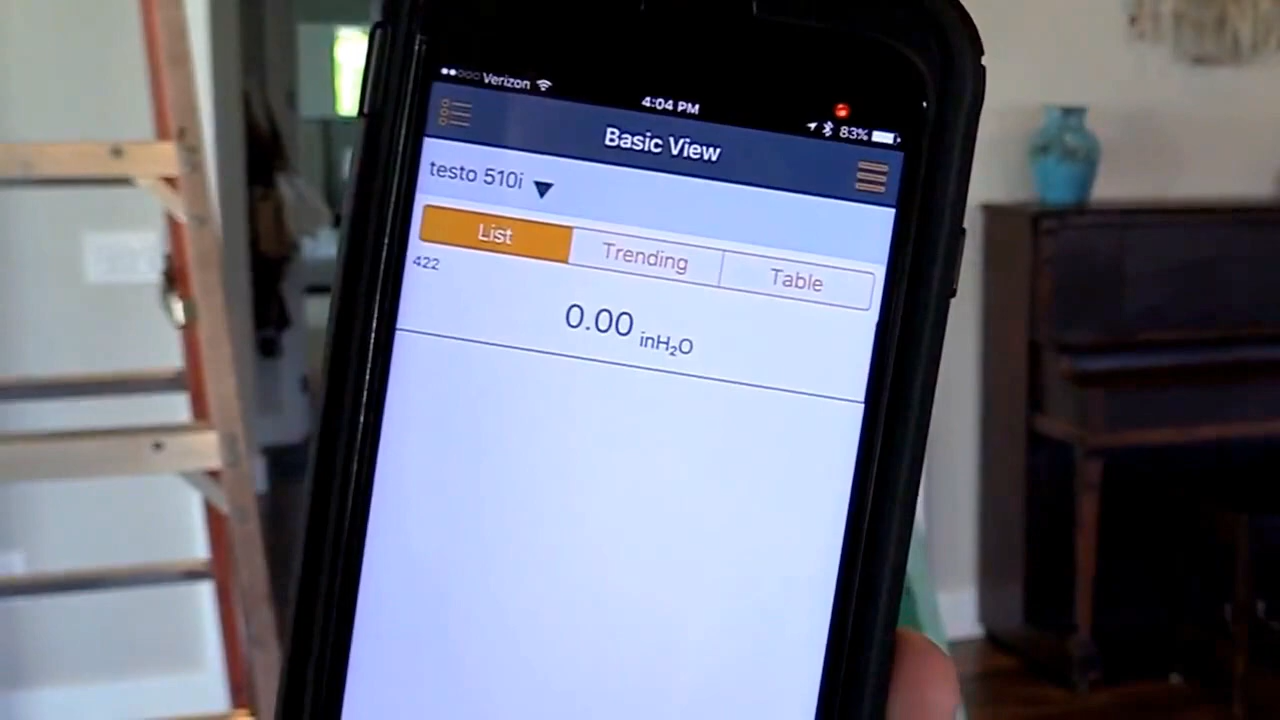 Verizon 4:04 PM 83%
Basic View
testo 510i
List Trending Table
422
0.00 inH₂O